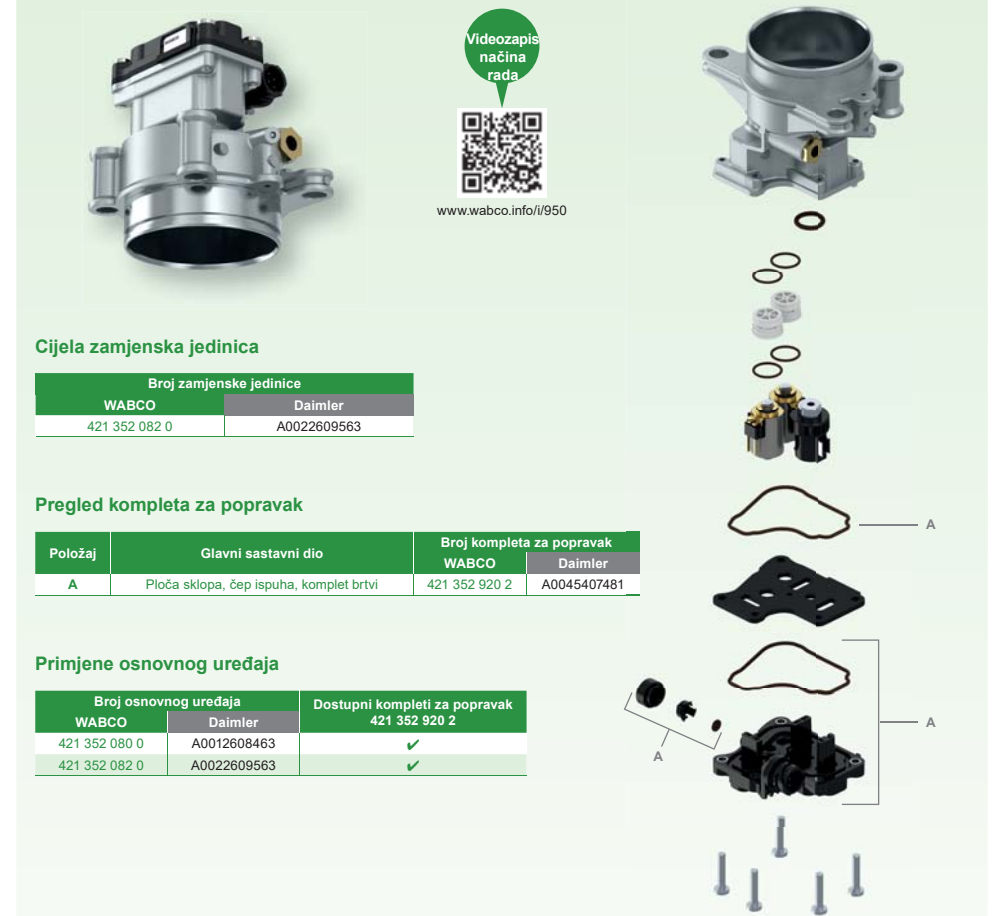 Videozapis
načina
rada
www.wabco.info/i/950
Cijela zamjenska jedinica
Broj zamjenske jedinice
WABCO Daimler
421 352 082 0 A0022609563
Pregled kompleta za popravak
Položaj Glavni sastavni dio Broj kompleta za popravak
WABCO Daimler
A Ploča sklopa, čep ispuha, komplet brtvi 421 352 920 2 A0045407481
Primjene osnovnog uređaja
Broj osnovnog uređaja Dostupni kompleti za popravak
WABCO Daimler 421 352 920 2
421 352 080 0 A0012608463 ✔
421 352 082 0 A0022609563 ✔
A
A
A